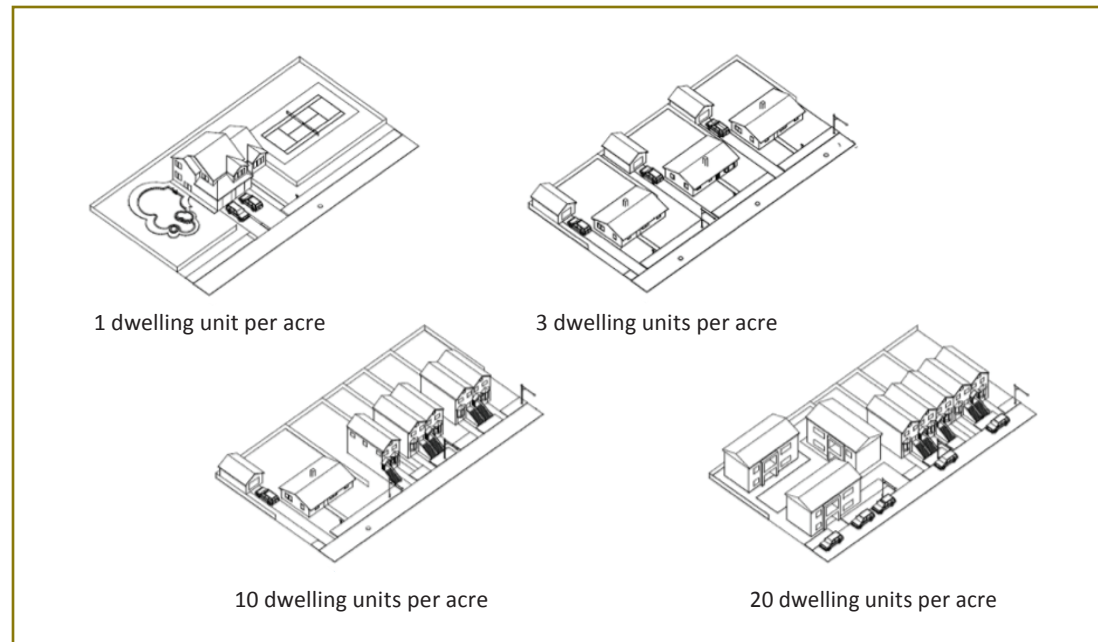 1 dwelling unit per acre
3 dwelling units per acre
10 dwelling units per acre
20 dwelling units per acre